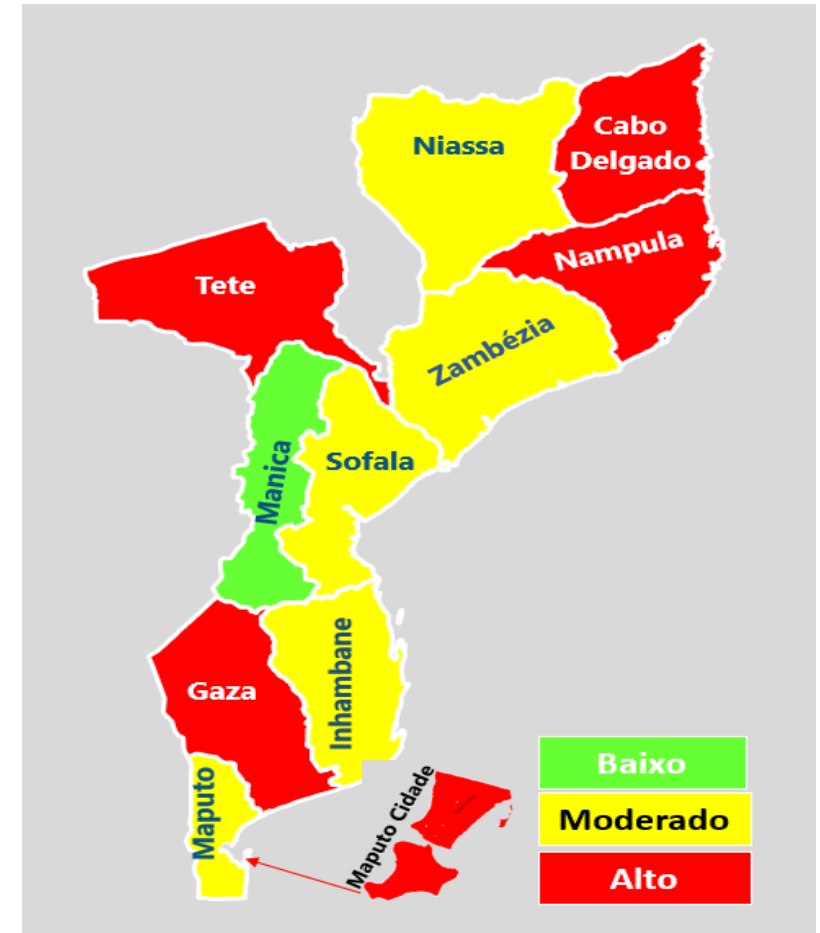 Cabo
Delgado
Niassa
Nampula
Tete
Zambézia
Manica
Sofala
Inhambane
Gaza
Maputo
Maputo Cidade
Baixo
Moderado
Alto